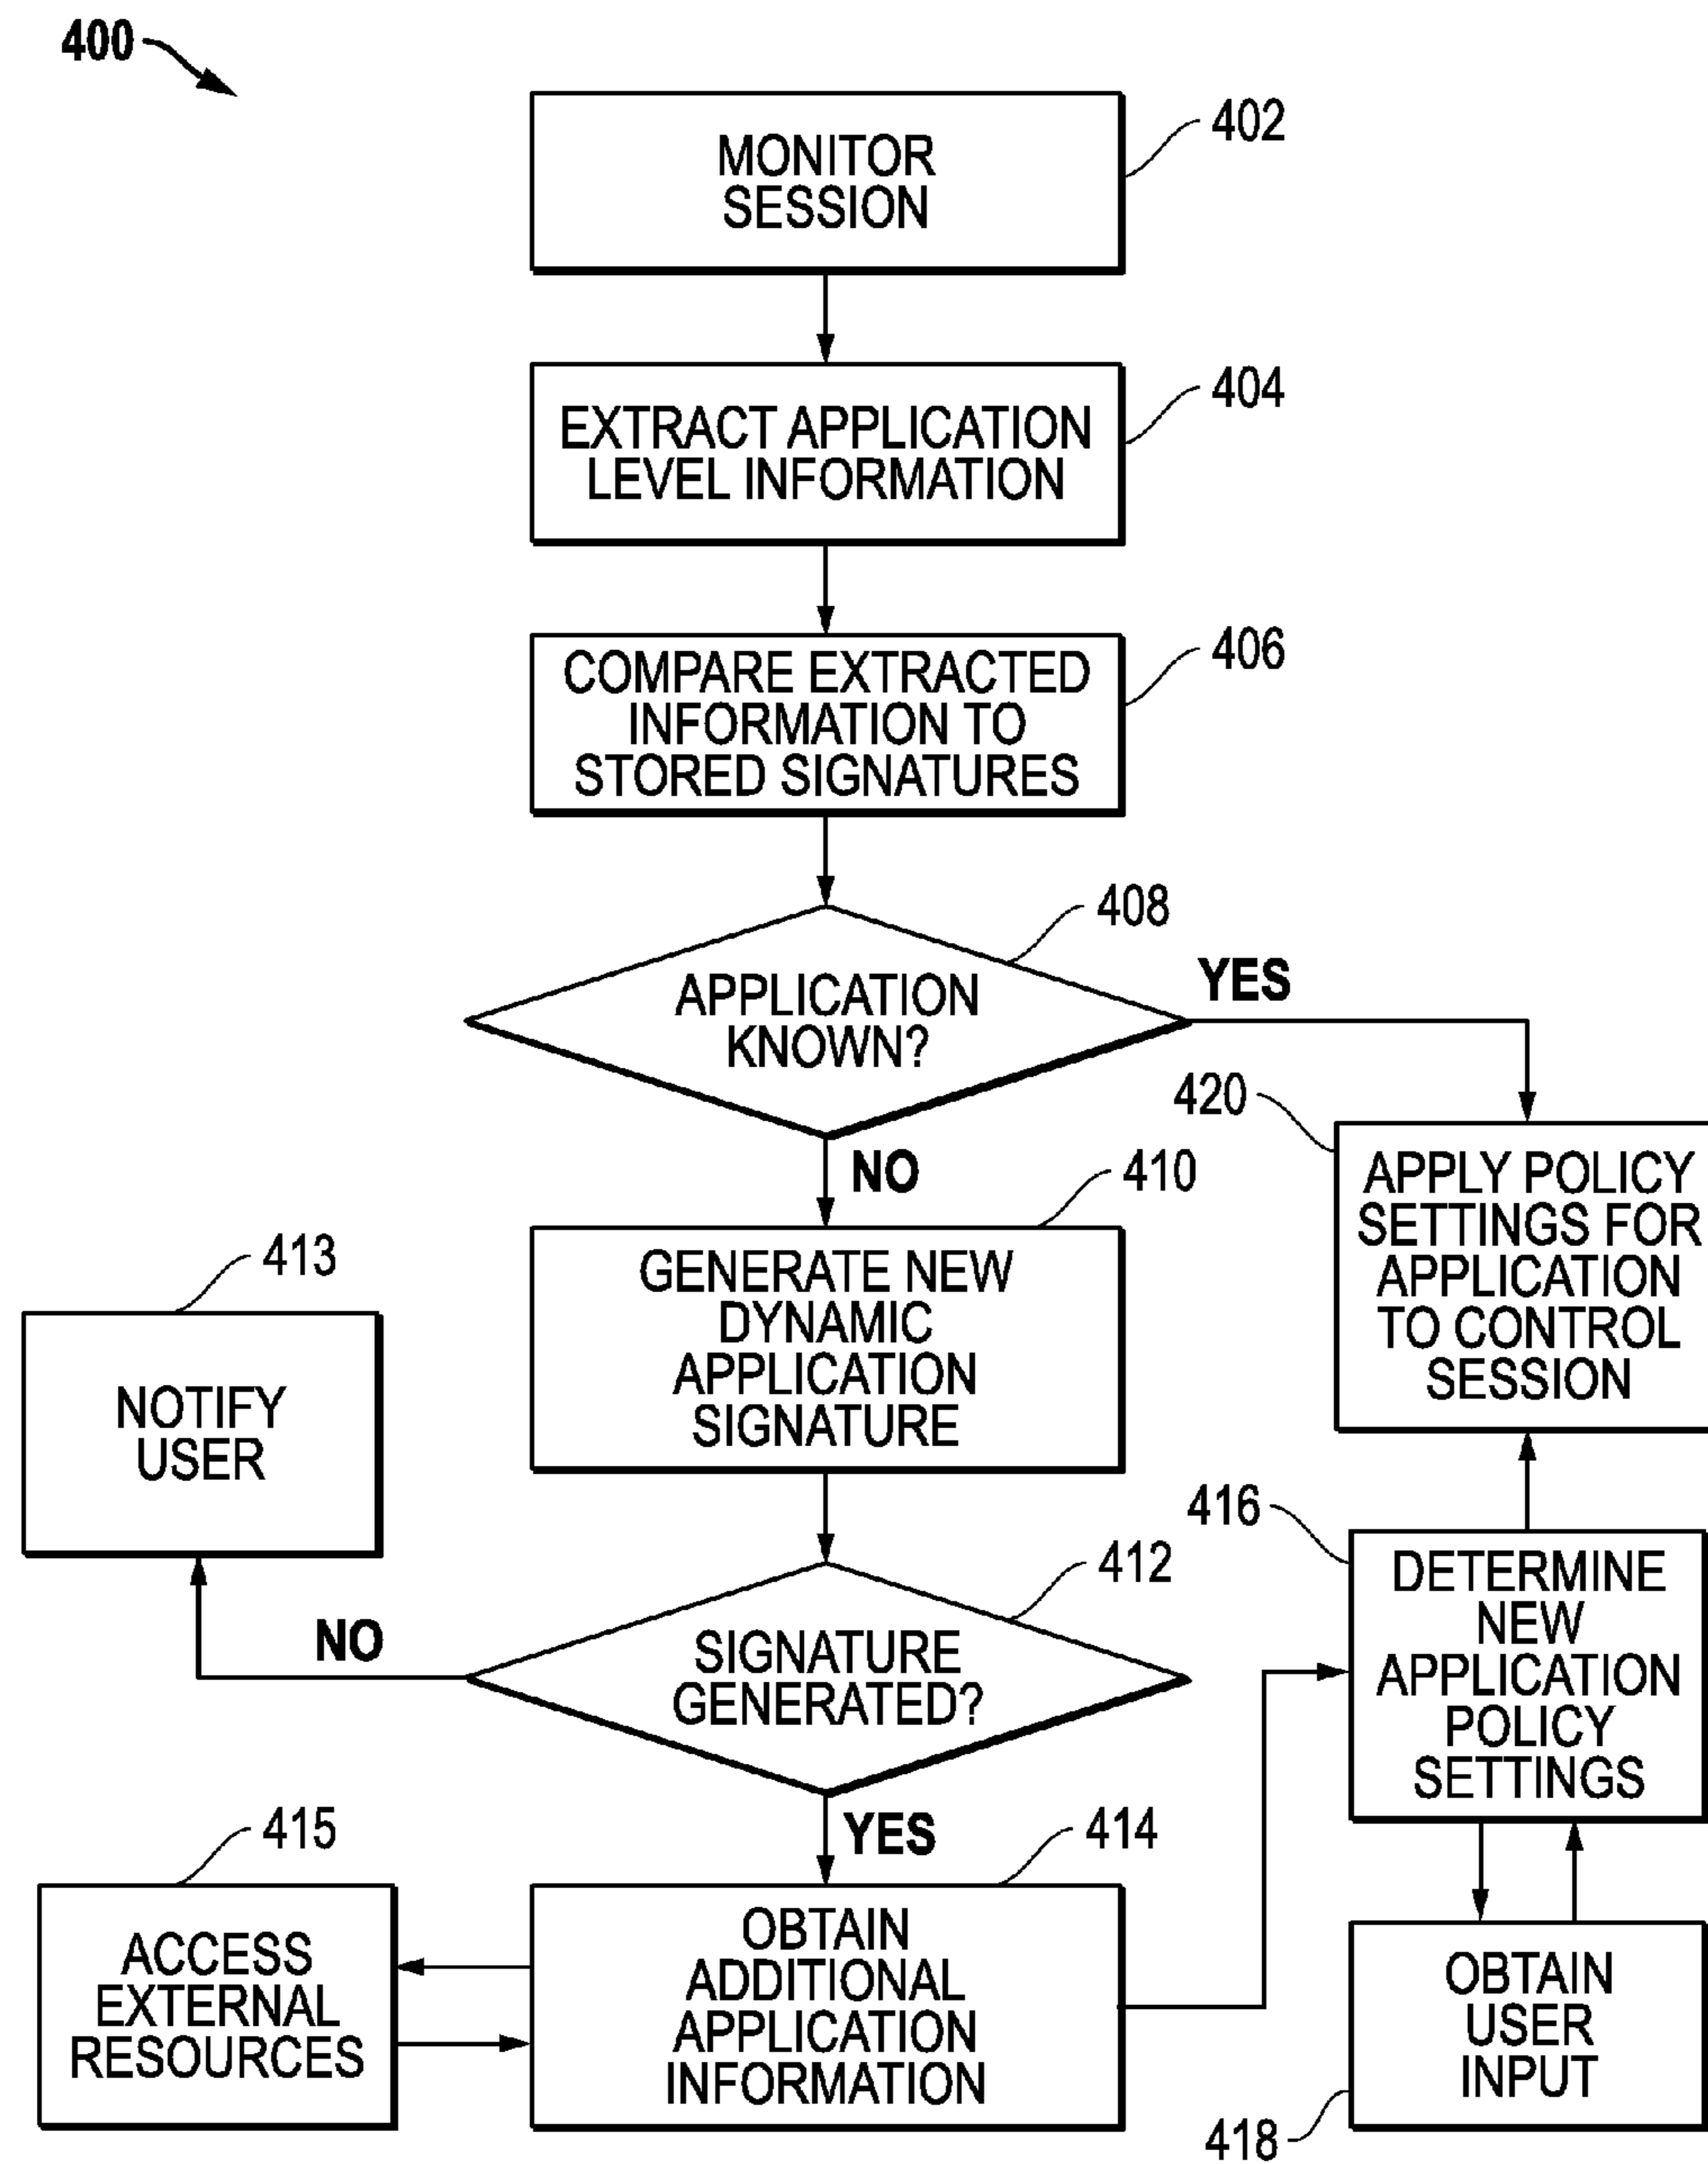 400
MONITOR
SESSION
402
EXTRACT APPLICATION
LEVEL INFORMATION
404
COMPARE EXTRACTED
INFORMATION TO
STORED SIGNATURES
406
APPLICATION
KNOWN?
408
YES
NO
420
APPLY POLICY
SETTINGS FOR
APPLICATION
TO CONTROL
SESSION
410
GENERATE NEW
DYNAMIC
APPLICATION
SIGNATURE
413
NOTIFY
USER
412
SIGNATURE
GENERATED?
NO
YES
416
DETERMINE
NEW
APPLICATION
POLICY
SETTINGS
415
ACCESS
EXTERNAL
RESOURCES
414
OBTAIN
ADDITIONAL
APPLICATION
INFORMATION
OBTAIN
USER
INPUT
418